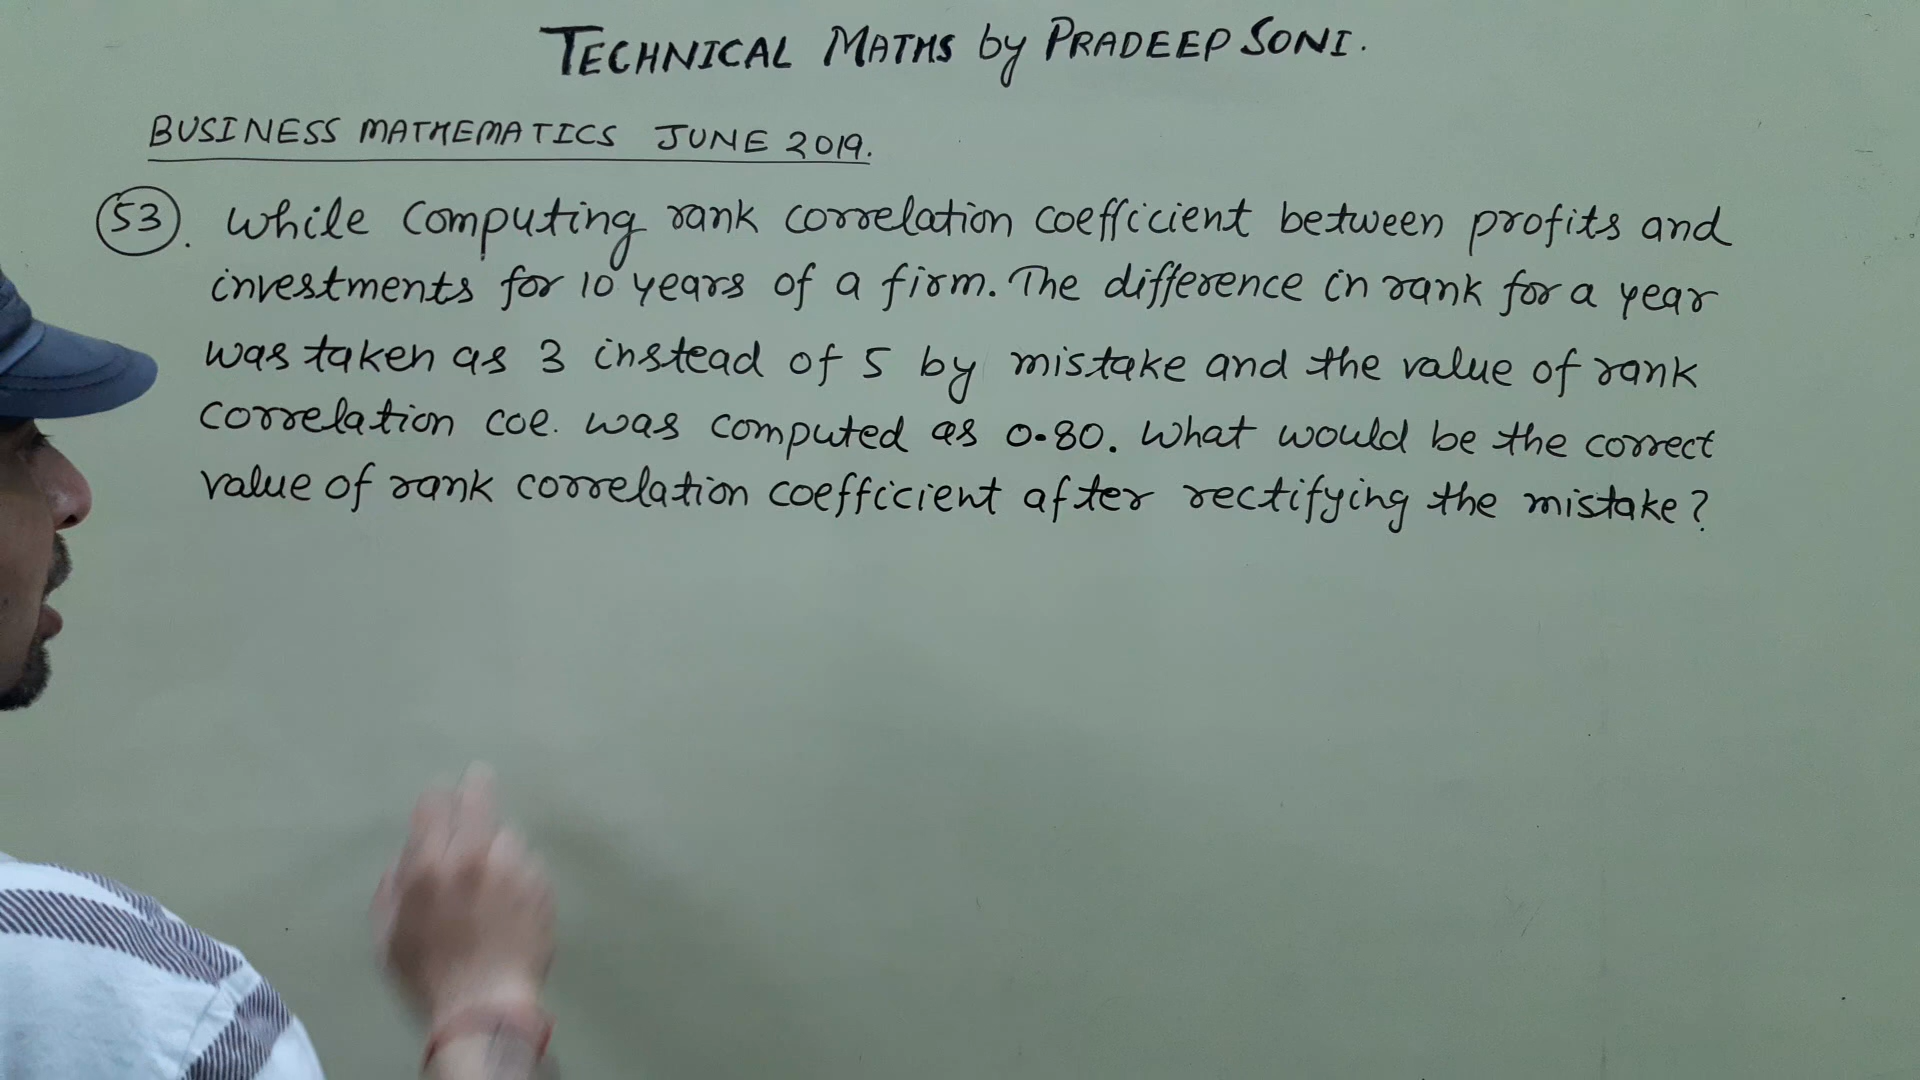 TECHNICAL MATHS by PRADEEP SONI.
BUSINESS MATHEMATICS JUNE 2019.
53. While Computing rank correlation coefficient between profits and
investments for 10 years of a firm. The difference in rank for a year
was taken as 3 instead of 5 by mistake and the value of rank
correlation coe. was computed as 0.80. What would be the correct
value of rank correlation coefficient after rectifying the mistake?